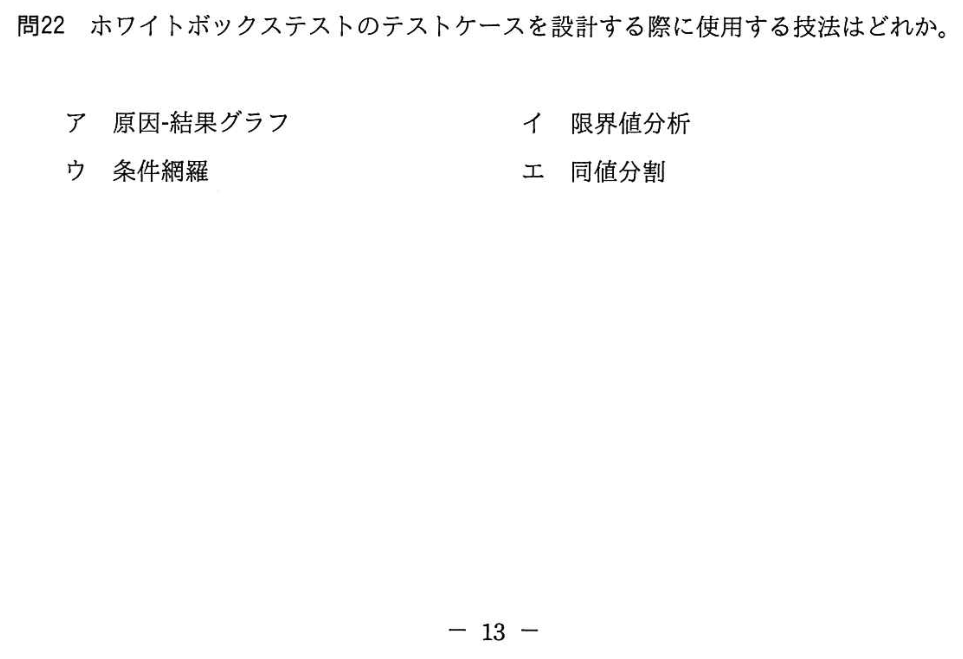 問22 ホワイトボックステストのテストケースを設計する際に使用する技法はどれか。
ア 原因-結果グラフ イ 限界値分析
ウ 条件網羅 エ 同値分割
— 13 —